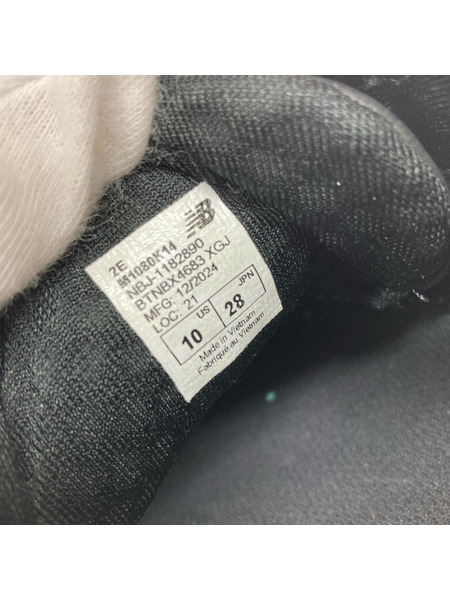 2E
M1080K14
NBJ-1182890
BTNBX4683 XGJ
MFG: 12/2024
LOC: 21
US JPN
10 28
Made in Vietnam
Fabriqué au Vietnam